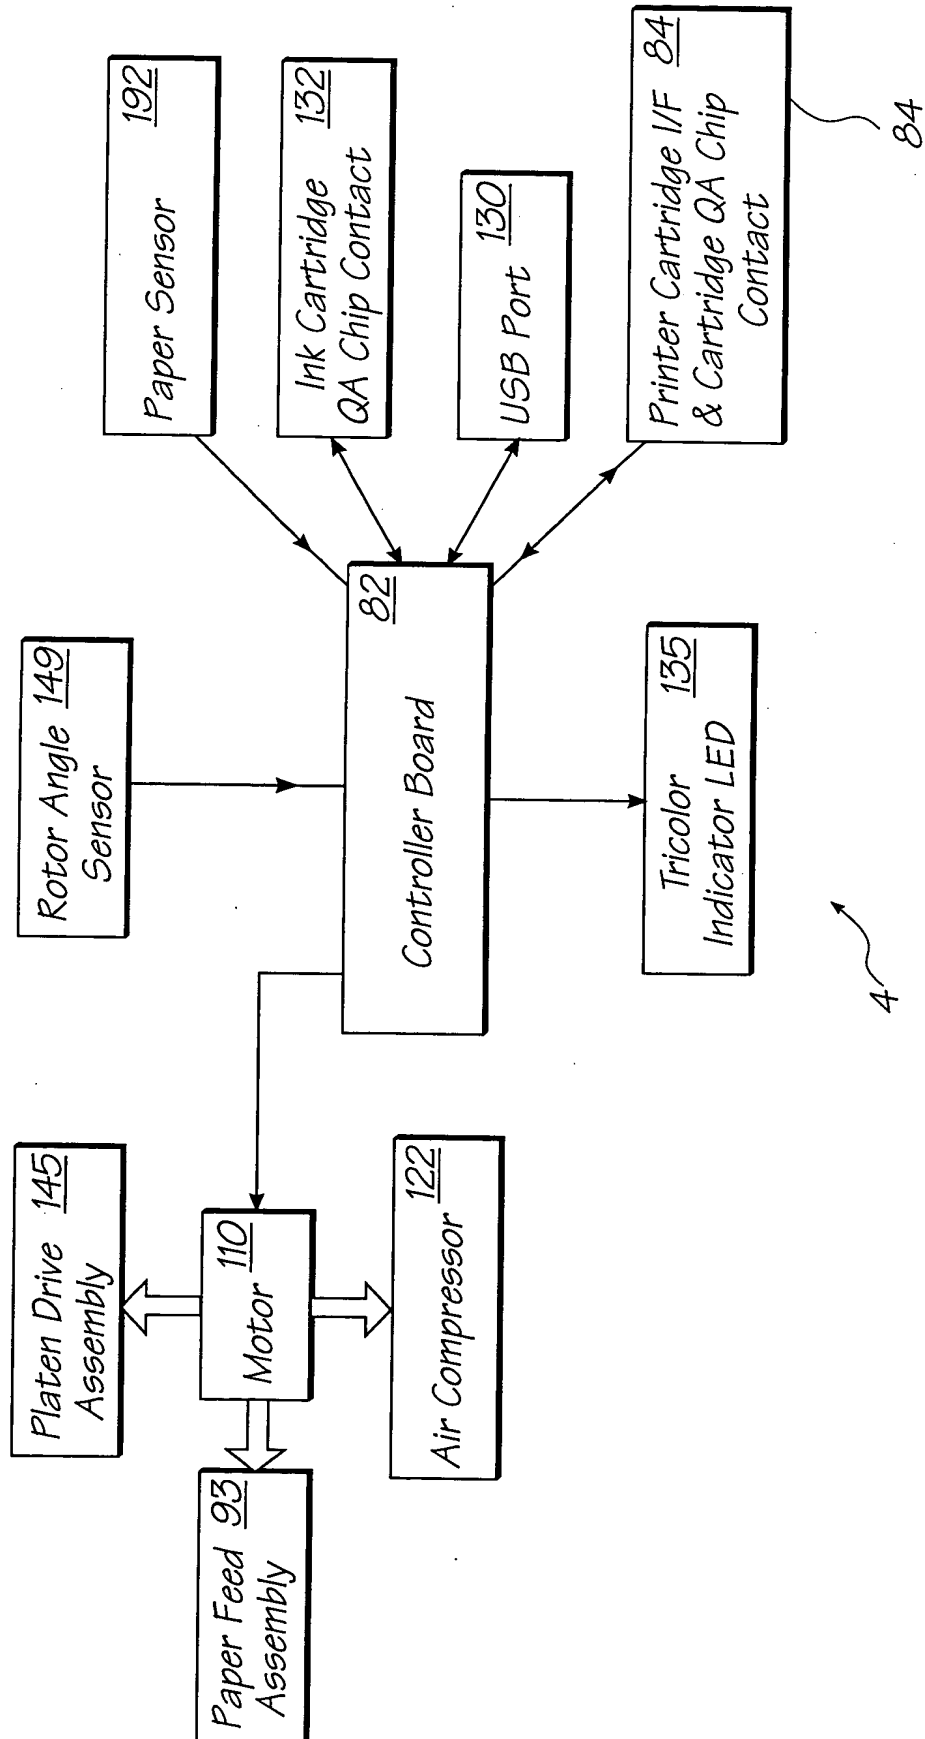 Platen Drive 145
Assembly
Rotor Angle 149
Sensor
Paper Sensor 192
Paper Feed 93
Assembly
110
Motor
82
Controller Board
Ink Cartridge 132
QA Chip Contact
122
Air Compressor
USB Port 130
Tricolor 135
Indicator LED
Printer Cartridge I/F 84
& Cartridge QA Chip
Contact
84
4